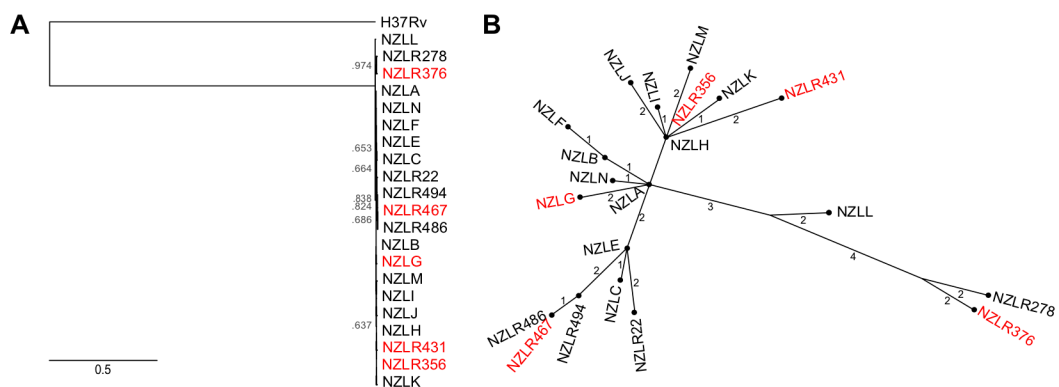 A
H37Rv
NZLL
NZLR278
.974
NZLR376
NZLA
NZLN
NZLF
NZLE
.653
NZLC
.664
NZLR22
NZLR494
.838
.824
NZLR467
.686
NZLR486
NZLB
NZLG
NZLM
NZLI
NZLJ
.637
NZLH
NZLR431
NZLR356
NZLK
0.5
B
NZLM
NZLJ
NZLI
NZLR356
NZLK
NZLR431
2
2
1
1
2
NZLH
NZLF
1
NZLB
1
NZLN
1
NZLG
2
NZLA
2
3
2
NZLL
4
NZLE
2
1
2
NZLC
1
NZLR486
NZLR467
NZLR494
NZLR22
2
2
NZLR278
NZLR376